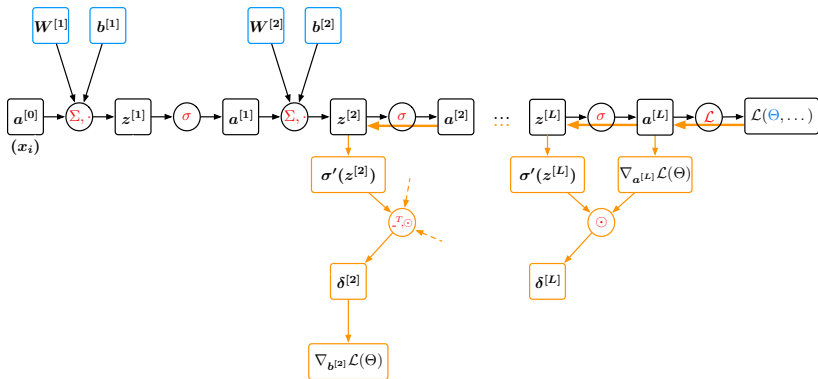 W^{[1]} b^{[1]} W^{[2]} b^{[2]}
a^{[0]} Σ, · z^{[1]} σ a^{[1]} Σ, · z^{[2]} σ a^{[2]} ... z^{[L]} σ a^{[L]} ℒ ℒ(Θ, …)
(x_i)
σ′(z^{[2]}) σ′(z^{[L]}) ∇_{a^{[L]}}ℒ(Θ)
_^T,⊙ ⊙
δ^{[2]} δ^{[L]}
∇_{b^{[2]}}ℒ(Θ)